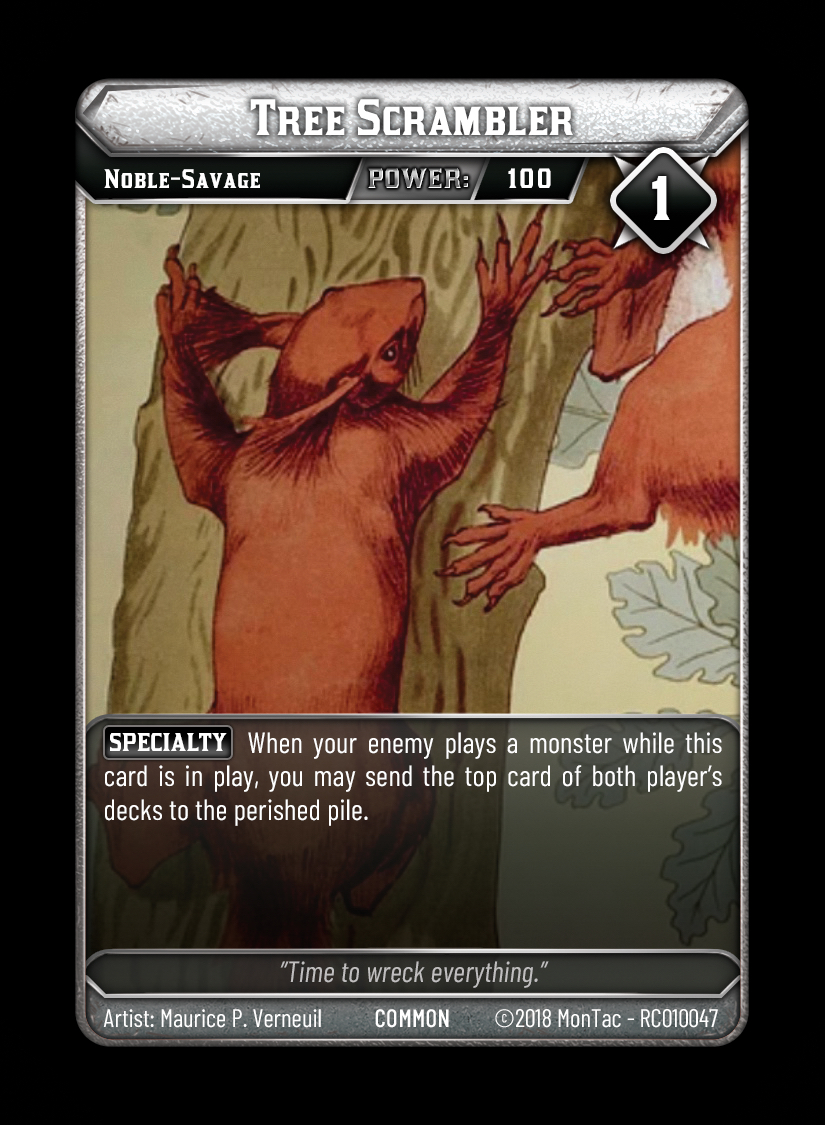 Tree Scrambler
Noble-Savage POWER: 100
1
SPECIALTY When your enemy plays a monster while this
card is in play, you may send the top card of both player's
decks to the perished pile.
"Time to wreck everything."
Artist: Maurice P. Verneuil COMMON ©2018 MonTac - RC010047